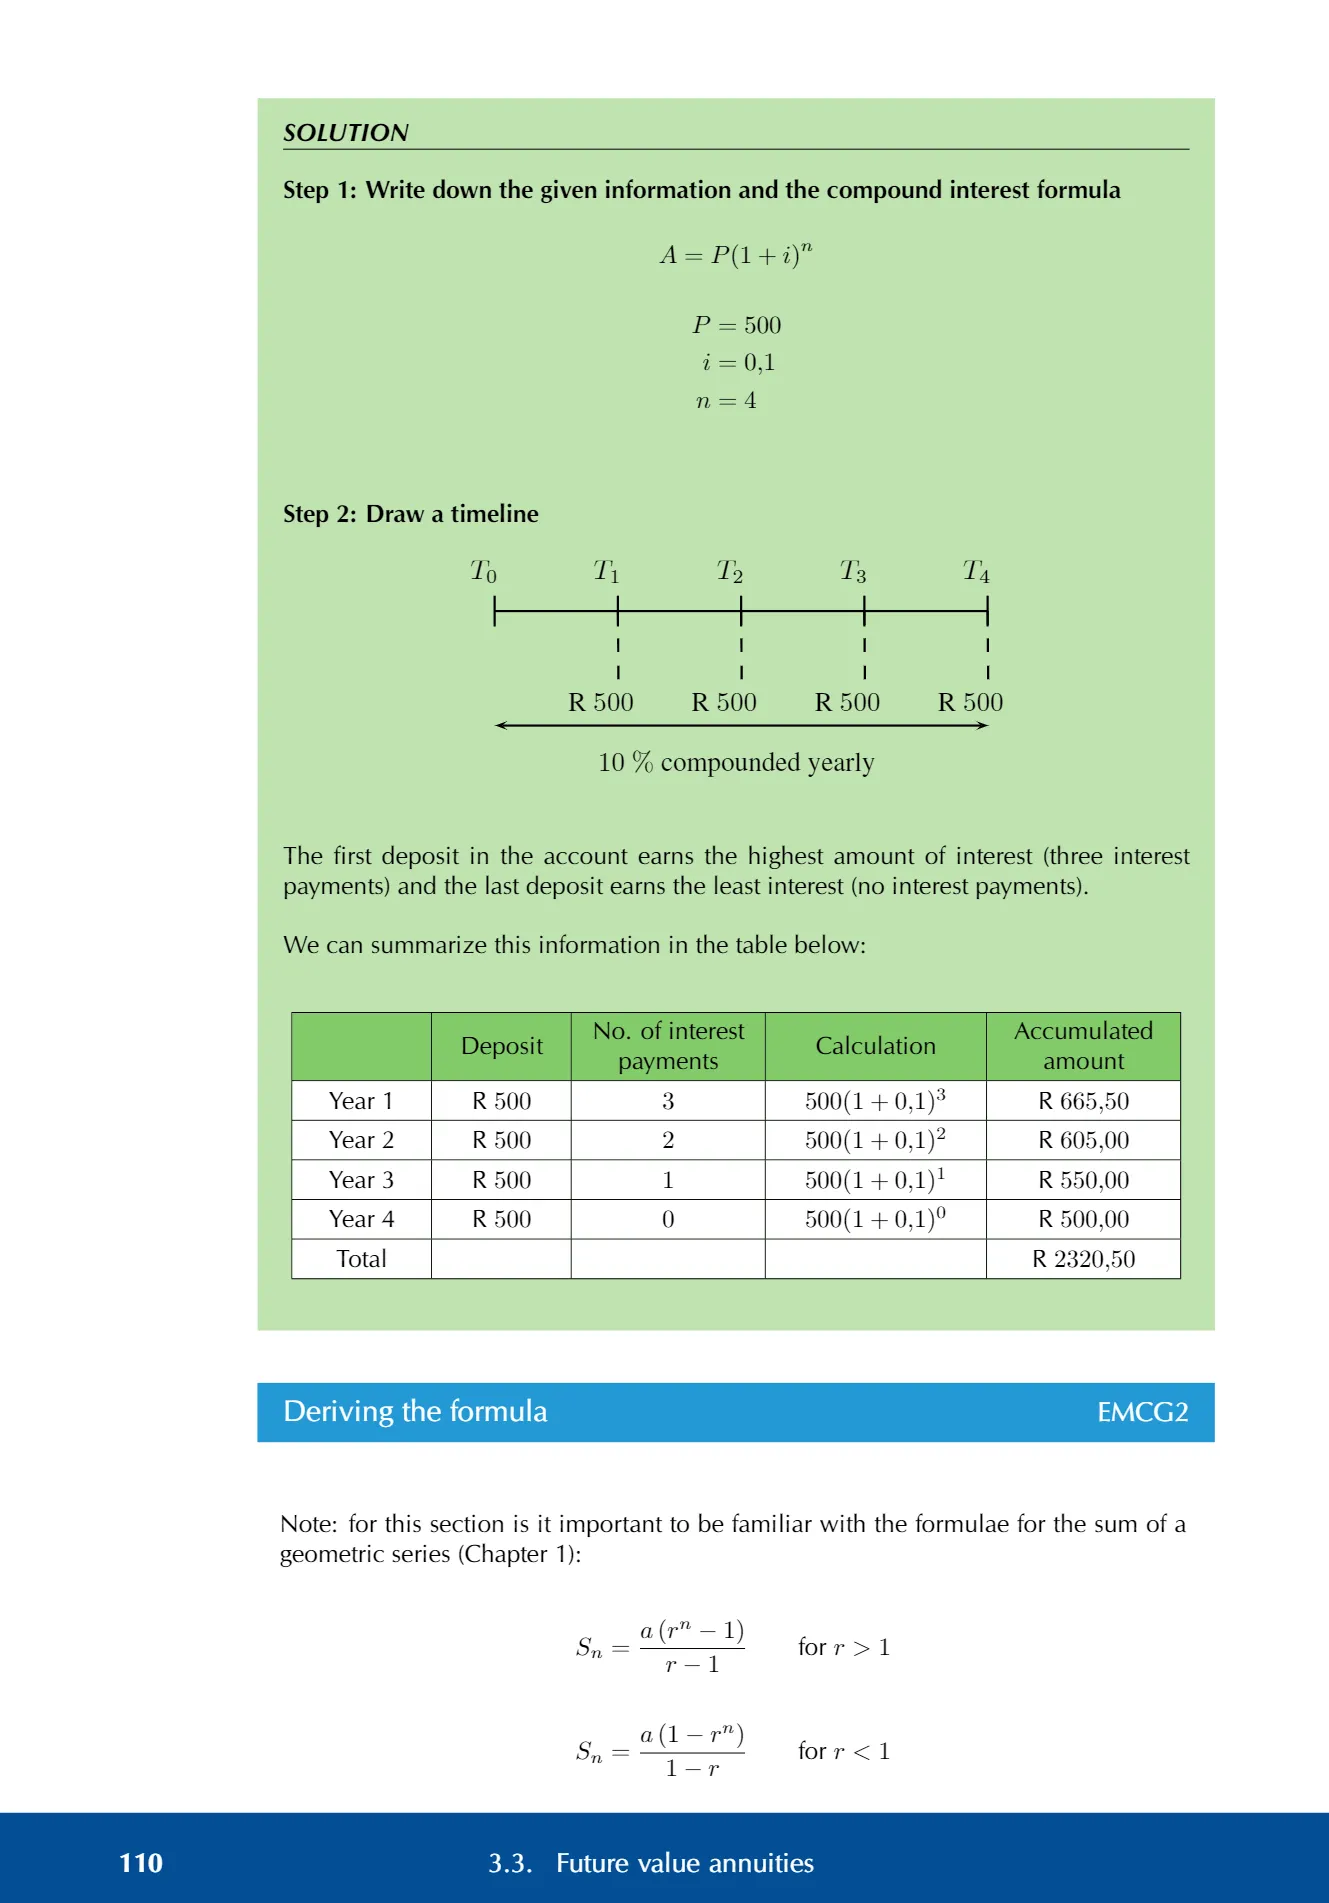 SOLUTION
Step 1: Write down the given information and the compound interest formula
A = P(1 + i)^n
P = 500
i = 0,1
n = 4
Step 2: Draw a timeline
T_0 T_1 T_2 T_3 T_4
R 500 R 500 R 500 R 500
10 % compounded yearly
The first deposit in the account earns the highest amount of interest (three interest
payments) and the last deposit earns the least interest (no interest payments).
We can summarize this information in the table below:
Deposit No. of interest payments Calculation Accumulated amount
Year 1 R 500 3 500(1 + 0,1)^3 R 665,50
Year 2 R 500 2 500(1 + 0,1)^2 R 605,00
Year 3 R 500 1 500(1 + 0,1)^1 R 550,00
Year 4 R 500 0 500(1 + 0,1)^0 R 500,00
Total R 2320,50
Deriving the formula EMCG2
Note: for this section is it important to be familiar with the formulae for the sum of a
geometric series (Chapter 1):
S_n = a (r^n − 1) / (r − 1) for r > 1
S_n = a (1 − r^n) / (1 − r) for r < 1
110 3.3. Future value annuities